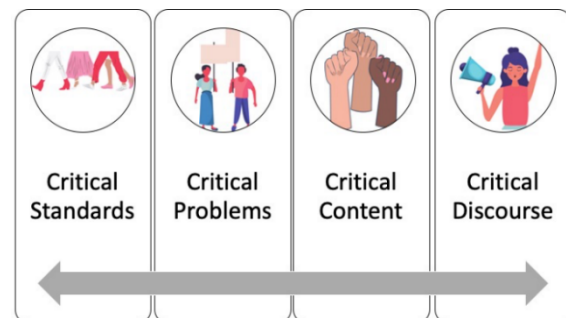 Critical
Standards
Critical
Problems
Critical
Content
Critical
Discourse